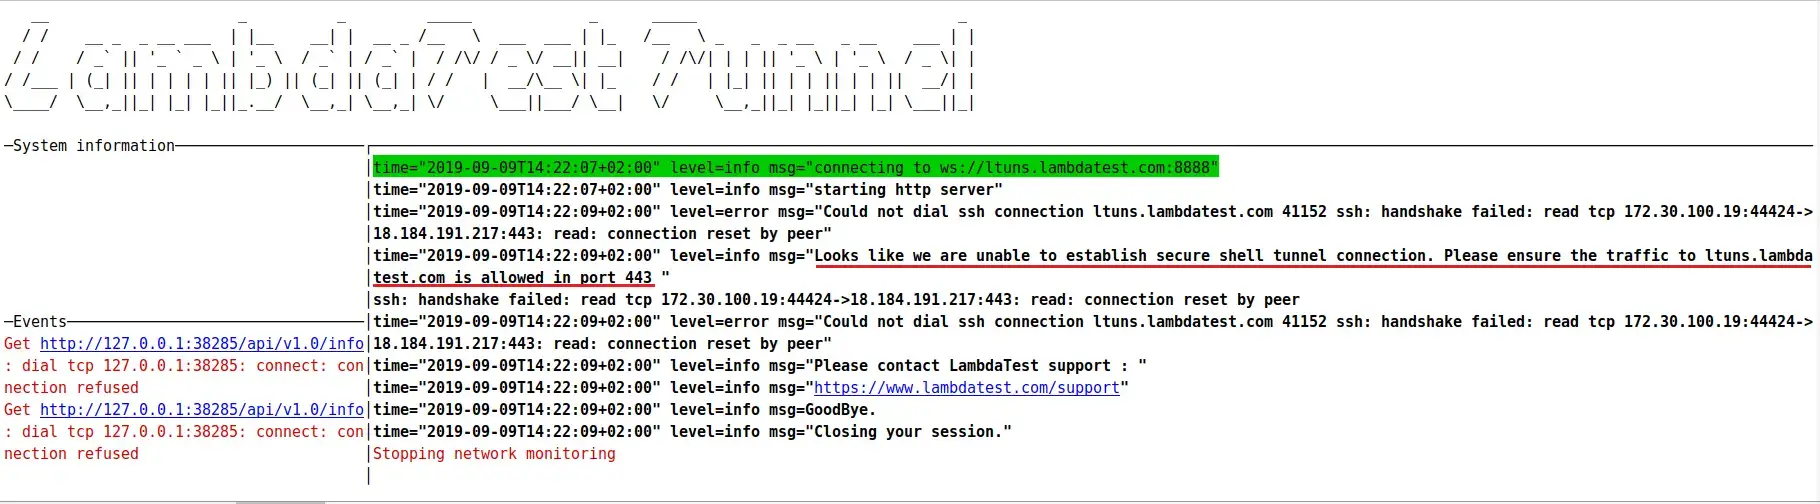 LambdaTest Tunnel
System information
time="2019-09-09T14:22:07+02:00" level=info msg="connecting to ws://ltuns.lambdatest.com:8888"
time="2019-09-09T14:22:07+02:00" level=info msg="starting http server"
time="2019-09-09T14:22:09+02:00" level=error msg="Could not dial ssh connection ltuns.lambdatest.com 41152 ssh: handshake failed: read tcp 172.30.100.19:44424->
18.184.191.217:443: read: connection reset by peer"
time="2019-09-09T14:22:09+02:00" level=info msg="Looks like we are unable to establish secure shell tunnel connection. Please ensure the traffic to ltuns.lambda
test.com is allowed in port 443 "
ssh: handshake failed: read tcp 172.30.100.19:44424->18.184.191.217:443: read: connection reset by peer
time="2019-09-09T14:22:09+02:00" level=error msg="Could not dial ssh connection ltuns.lambdatest.com 41152 ssh: handshake failed: read tcp 172.30.100.19:44424->
18.184.191.217:443: read: connection reset by peer"
time="2019-09-09T14:22:09+02:00" level=info msg="Please contact LambdaTest support : "
time="2019-09-09T14:22:09+02:00" level=info msg="https://www.lambdatest.com/support"
time="2019-09-09T14:22:09+02:00" level=info msg=GoodBye.
time="2019-09-09T14:22:09+02:00" level=info msg="Closing your session."
Stopping network monitoring
Events
Get http://127.0.0.1:38285/api/v1.0/info
: dial tcp 127.0.0.1:38285: connect: con
nection refused
Get http://127.0.0.1:38285/api/v1.0/info
: dial tcp 127.0.0.1:38285: connect: con
nection refused